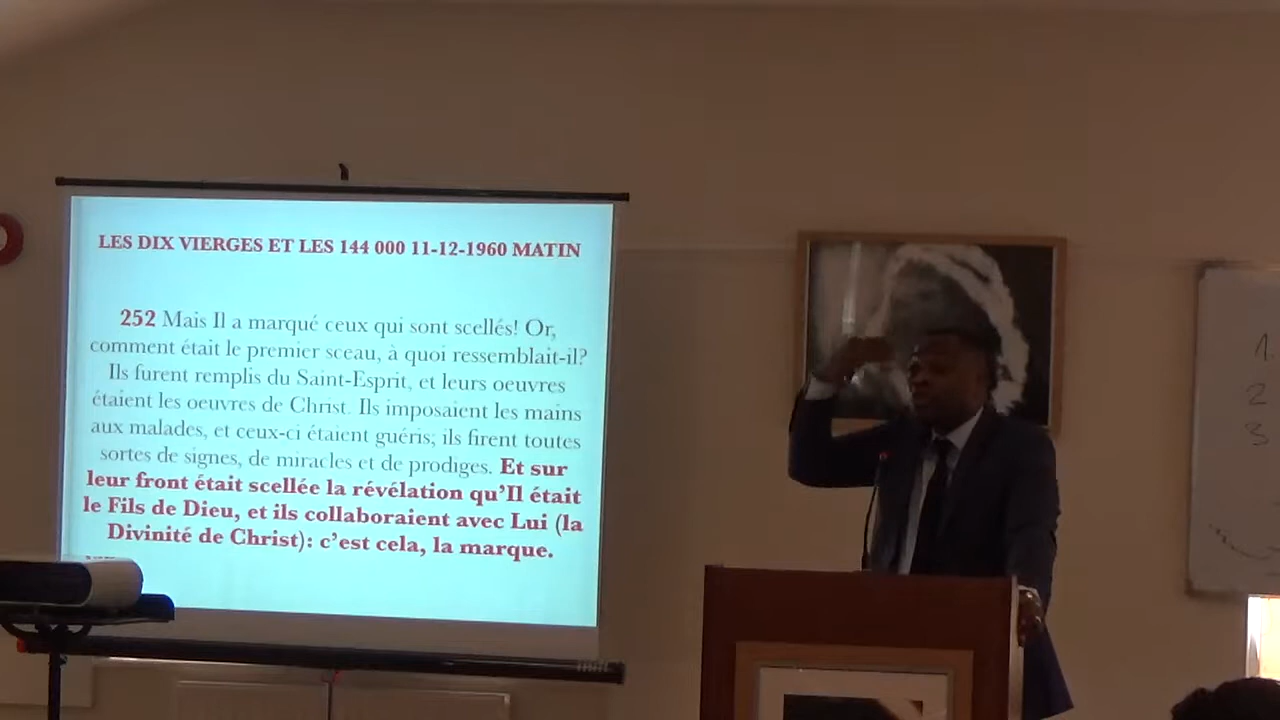 LES DIX VIERGES ET LES 144 000 11-12-1960 MATIN
252 Mais Il a marqué ceux qui sont scellés! Or,
comment était le premier sceau, à quoi ressemblait-il?
Ils furent remplis du Saint-Esprit, et leurs oeuvres
étaient les oeuvres de Christ. Ils imposaient les mains
aux malades, et ceux-ci étaient guéris; ils firent toutes
sortes de signes, de miracles et de prodiges. Et sur
leur front était scellée la révélation qu'Il était
le Fils de Dieu, et ils collaboraient avec Lui (la
Divinité de Christ): c'est cela, la marque.
1.
2
3